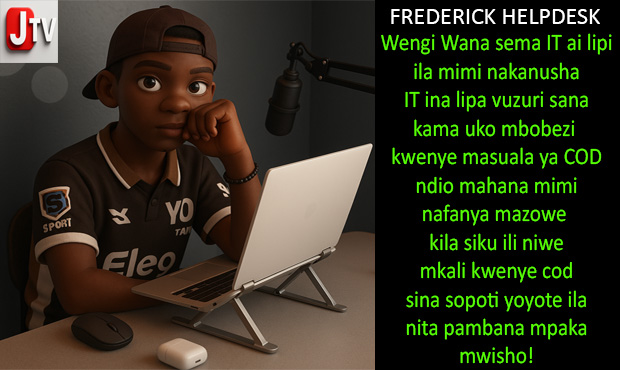 JTV
FREDERICK HELPDESK
Wengi Wana sema IT ai lipi
ila mimi nakanusha
IT ina lipa vuzuri sana
kama uko mbobezi
kwenye masuala ya COD
ndio mahana mimi
nafanya mazowe
kila siku ili niwe
mkali kwenye cod
sina sopoti yoyote ila
nita pambana mpaka
mwisho!
S
SPORT
YO
TAN
Eleg